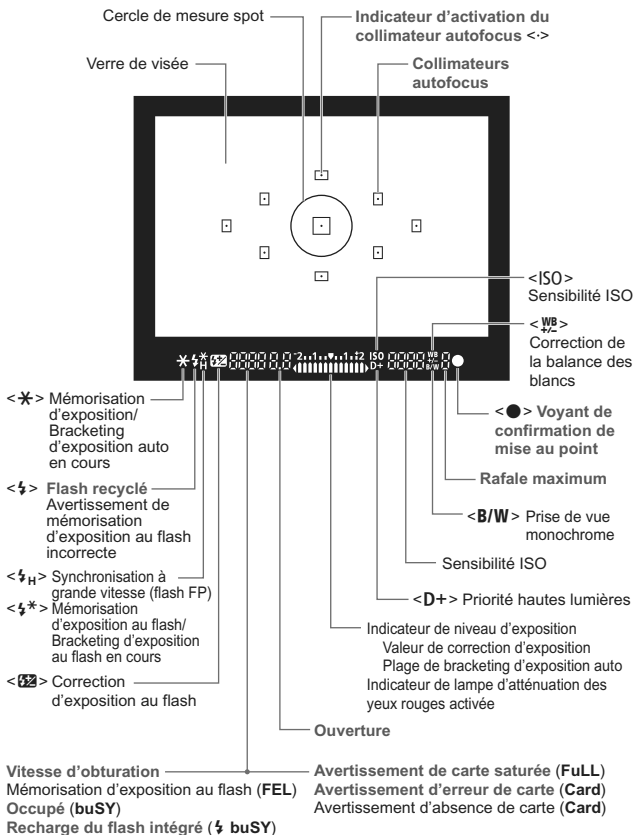 Cercle de mesure spot
Indicateur d'activation du
collimateur autofocus <·>
Verre de visée
Collimateurs
autofocus
<ISO>
Sensibilité ISO
<WB +/->
Correction de
la balance des
blancs
-2..1..▼..1..+2 ISO
D+
WB
+/-
B/W
H
<✱> Mémorisation
d'exposition/
Bracketing
d'exposition auto
en cours
<●> Voyant de
confirmation de
mise au point
Rafale maximum
<B/W> Prise de vue
monochrome
Sensibilité ISO
<D+> Priorité hautes lumières
<⚡> Flash recyclé
Avertissement de
mémorisation
d'exposition au flash
incorrecte
<⚡H> Synchronisation à
grande vitesse (flash FP)
<⚡*> Mémorisation
d'exposition au flash/
Bracketing d'exposition
au flash en cours
Indicateur de niveau d'exposition
Valeur de correction d'exposition
Plage de bracketing d'exposition auto
Indicateur de lampe d'atténuation des
yeux rouges activée
<⚡±> Correction
d'exposition au flash
Ouverture
Vitesse d'obturation
Mémorisation d'exposition au flash (FEL)
Occupé (buSY)
Recharge du flash intégré (⚡ buSY)
Avertissement de carte saturée (FuLL)
Avertissement d'erreur de carte (Card)
Avertissement d'absence de carte (Card)